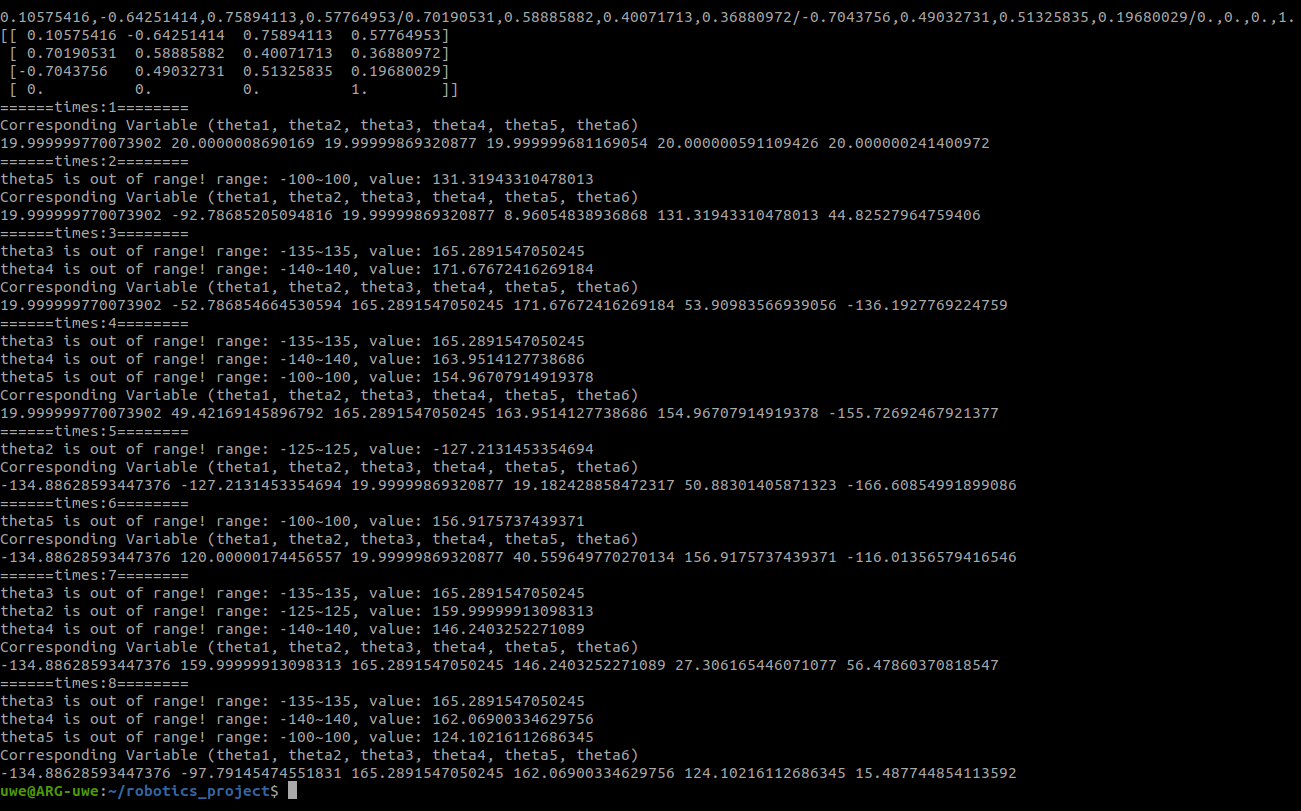 0.10575416,-0.64251414,0.75894113,0.57764953/0.70190531,0.58885882,0.40071713,0.36880972/-0.7043756,0.49032731,0.51325835,0.19680029/0.,0.,0.,1.
[[ 0.10575416 -0.64251414  0.75894113  0.57764953]
 [ 0.70190531  0.58885882  0.40071713  0.36880972]
 [-0.7043756   0.49032731  0.51325835  0.19680029]
 [ 0.          0.          0.          1.        ]]
======times:1========
Corresponding Variable (theta1, theta2, theta3, theta4, theta5, theta6)
19.999999770073902 20.0000008690169 19.99999869320877 19.999999681169054 20.000000591109426 20.000000241400972
======times:2========
theta5 is out of range! range: -100~100, value: 131.31943310478013
Corresponding Variable (theta1, theta2, theta3, theta4, theta5, theta6)
19.999999770073902 -92.78685205094816 19.99999869320877 8.96054838936868 131.31943310478013 44.82527964759406
======times:3========
theta3 is out of range! range: -135~135, value: 165.2891547050245
theta4 is out of range! range: -140~140, value: 171.67672416269184
Corresponding Variable (theta1, theta2, theta3, theta4, theta5, theta6)
19.999999770073902 -52.786854664530594 165.2891547050245 171.67672416269184 53.90983566939056 -136.1927769224759
======times:4========
theta3 is out of range! range: -135~135, value: 165.2891547050245
theta4 is out of range! range: -140~140, value: 163.9514127738686
theta5 is out of range! range: -100~100, value: 154.96707914919378
Corresponding Variable (theta1, theta2, theta3, theta4, theta5, theta6)
19.999999770073902 49.42169145896792 165.2891547050245 163.9514127738686 154.96707914919378 -155.72692467921377
======times:5========
theta2 is out of range! range: -125~125, value: -127.2131453354694
Corresponding Variable (theta1, theta2, theta3, theta4, theta5, theta6)
-134.88628593447376 -127.2131453354694 19.99999869320877 19.182428858472317 50.88301405871323 -166.60854991899086
======times:6========
theta5 is out of range! range: -100~100, value: 156.9175737439371
Corresponding Variable (theta1, theta2, theta3, theta4, theta5, theta6)
-134.88628593447376 120.00000174456557 19.99999869320877 40.559649770270134 156.9175737439371 -116.01356579416546
======times:7========
theta3 is out of range! range: -135~135, value: 165.2891547050245
theta2 is out of range! range: -125~125, value: 159.99999913098313
theta4 is out of range! range: -140~140, value: 146.2403252271089
Corresponding Variable (theta1, theta2, theta3, theta4, theta5, theta6)
-134.88628593447376 159.99999913098313 165.2891547050245 146.2403252271089 27.306165446071077 56.47860370818547
======times:8========
theta3 is out of range! range: -135~135, value: 165.2891547050245
theta4 is out of range! range: -140~140, value: 162.06900334629756
theta5 is out of range! range: -100~100, value: 124.10216112686345
Corresponding Variable (theta1, theta2, theta3, theta4, theta5, theta6)
-134.88628593447376 -97.79145474551831 165.2891547050245 162.06900334629756 124.10216112686345 15.487744854113592
uwe@ARG-uwe:~/robotics_project$